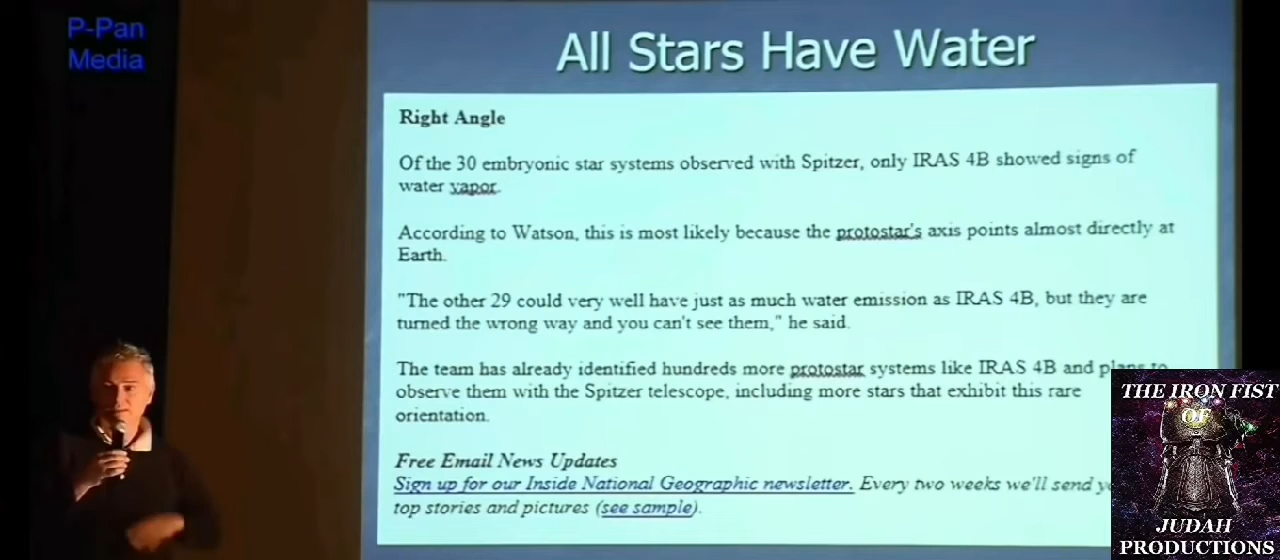 P-Pan
Media
All Stars Have Water
Right Angle
Of the 30 embryonic star systems observed with Spitzer, only IRAS 4B showed signs of
water vapor.
According to Watson, this is most likely because the protostar's axis points almost directly at
Earth.
"The other 29 could very well have just as much water emission as IRAS 4B, but they are
turned the wrong way and you can't see them," he said.
The team has already identified hundreds more protostar systems like IRAS 4B and plans to
observe them with the Spitzer telescope, including more stars that exhibit this rare
orientation.
Free Email News Updates
Sign up for our Inside National Geographic newsletter. Every two weeks we'll send
top stories and pictures (see sample).
THE IRON FIST
OF
JUDAH
PRODUCTIONS